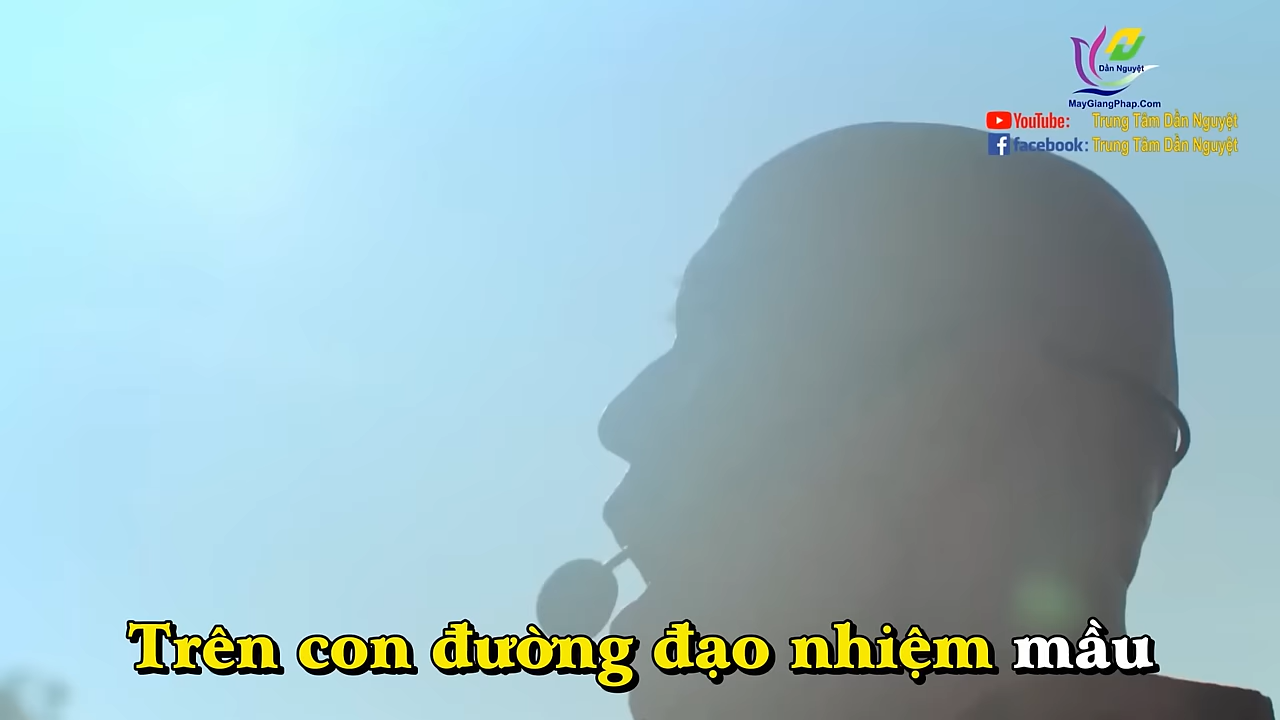 Dần Nguyệt
MayGiangPhap.Com
YouTube: Trung Tâm Dần Nguyệt
facebook: Trung Tâm Dần Nguyệt
Trên con đường đạo nhiệm mầu